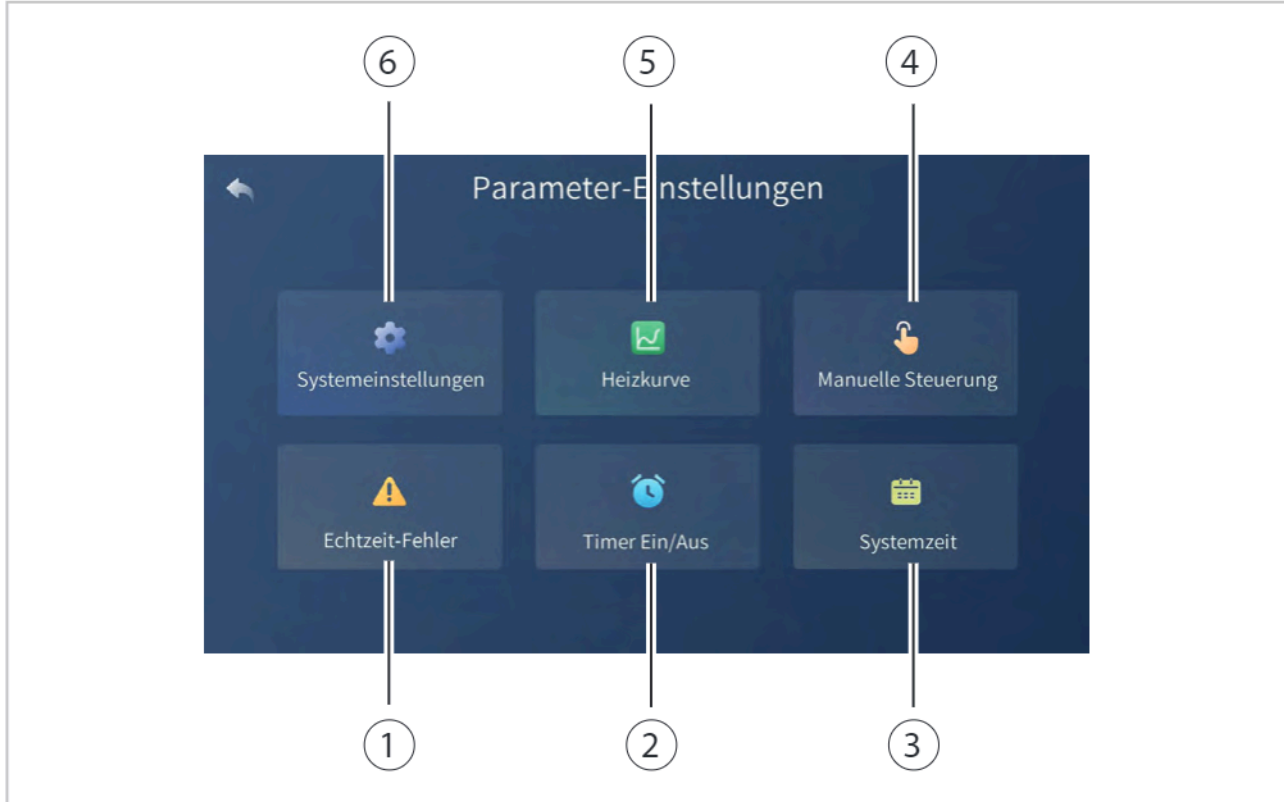 6 5 4
Parameter-Einstellungen
Systemeinstellungen Heizkurve Manuelle Steuerung
Echtzeit-Fehler Timer Ein/Aus Systemzeit
1 2 3